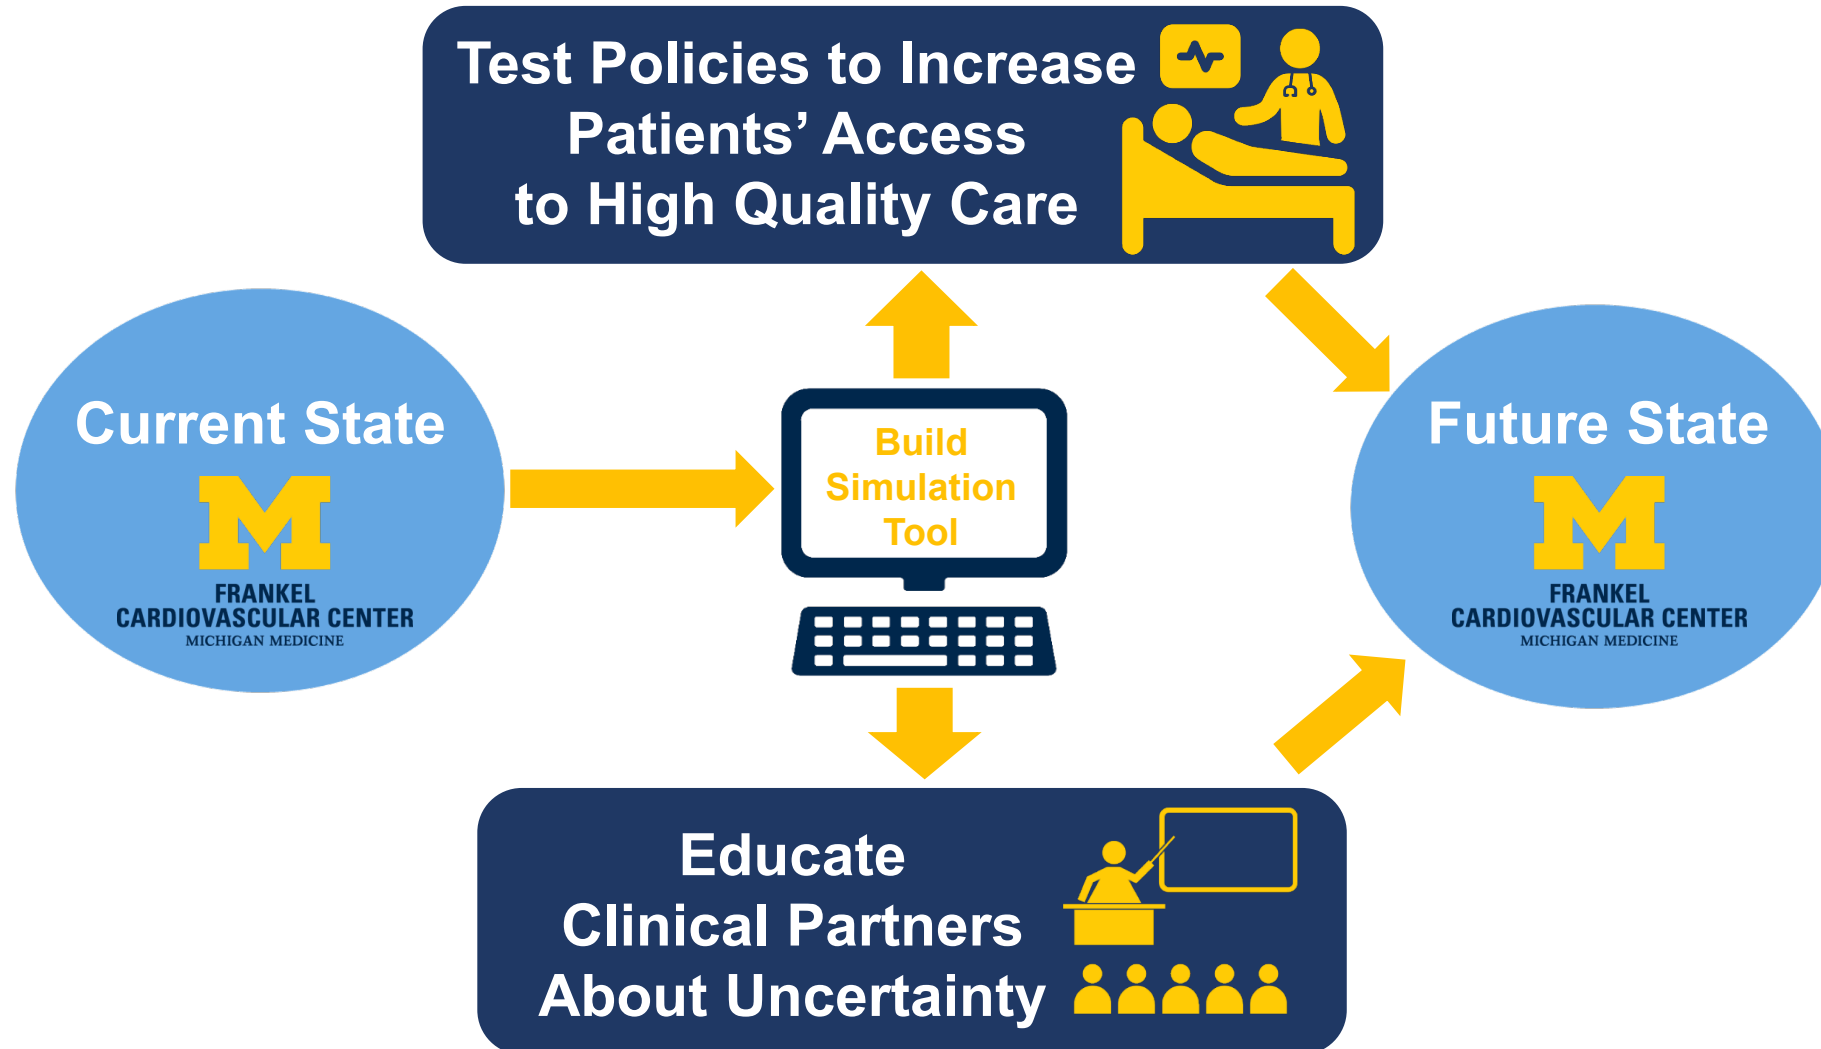 Test Policies to Increase
Patients’ Access
to High Quality Care
Current State
M
FRANKEL
CARDIOVASCULAR CENTER
MICHIGAN MEDICINE
Build
Simulation
Tool
Future State
M
FRANKEL
CARDIOVASCULAR CENTER
MICHIGAN MEDICINE
Educate
Clinical Partners
About Uncertainty